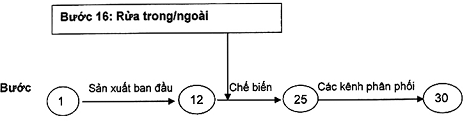 Bước 16: Rửa trong/ngoài
Bước
Sản xuất ban đầu
Chế biến
Các kênh phân phối
1
12
25
30